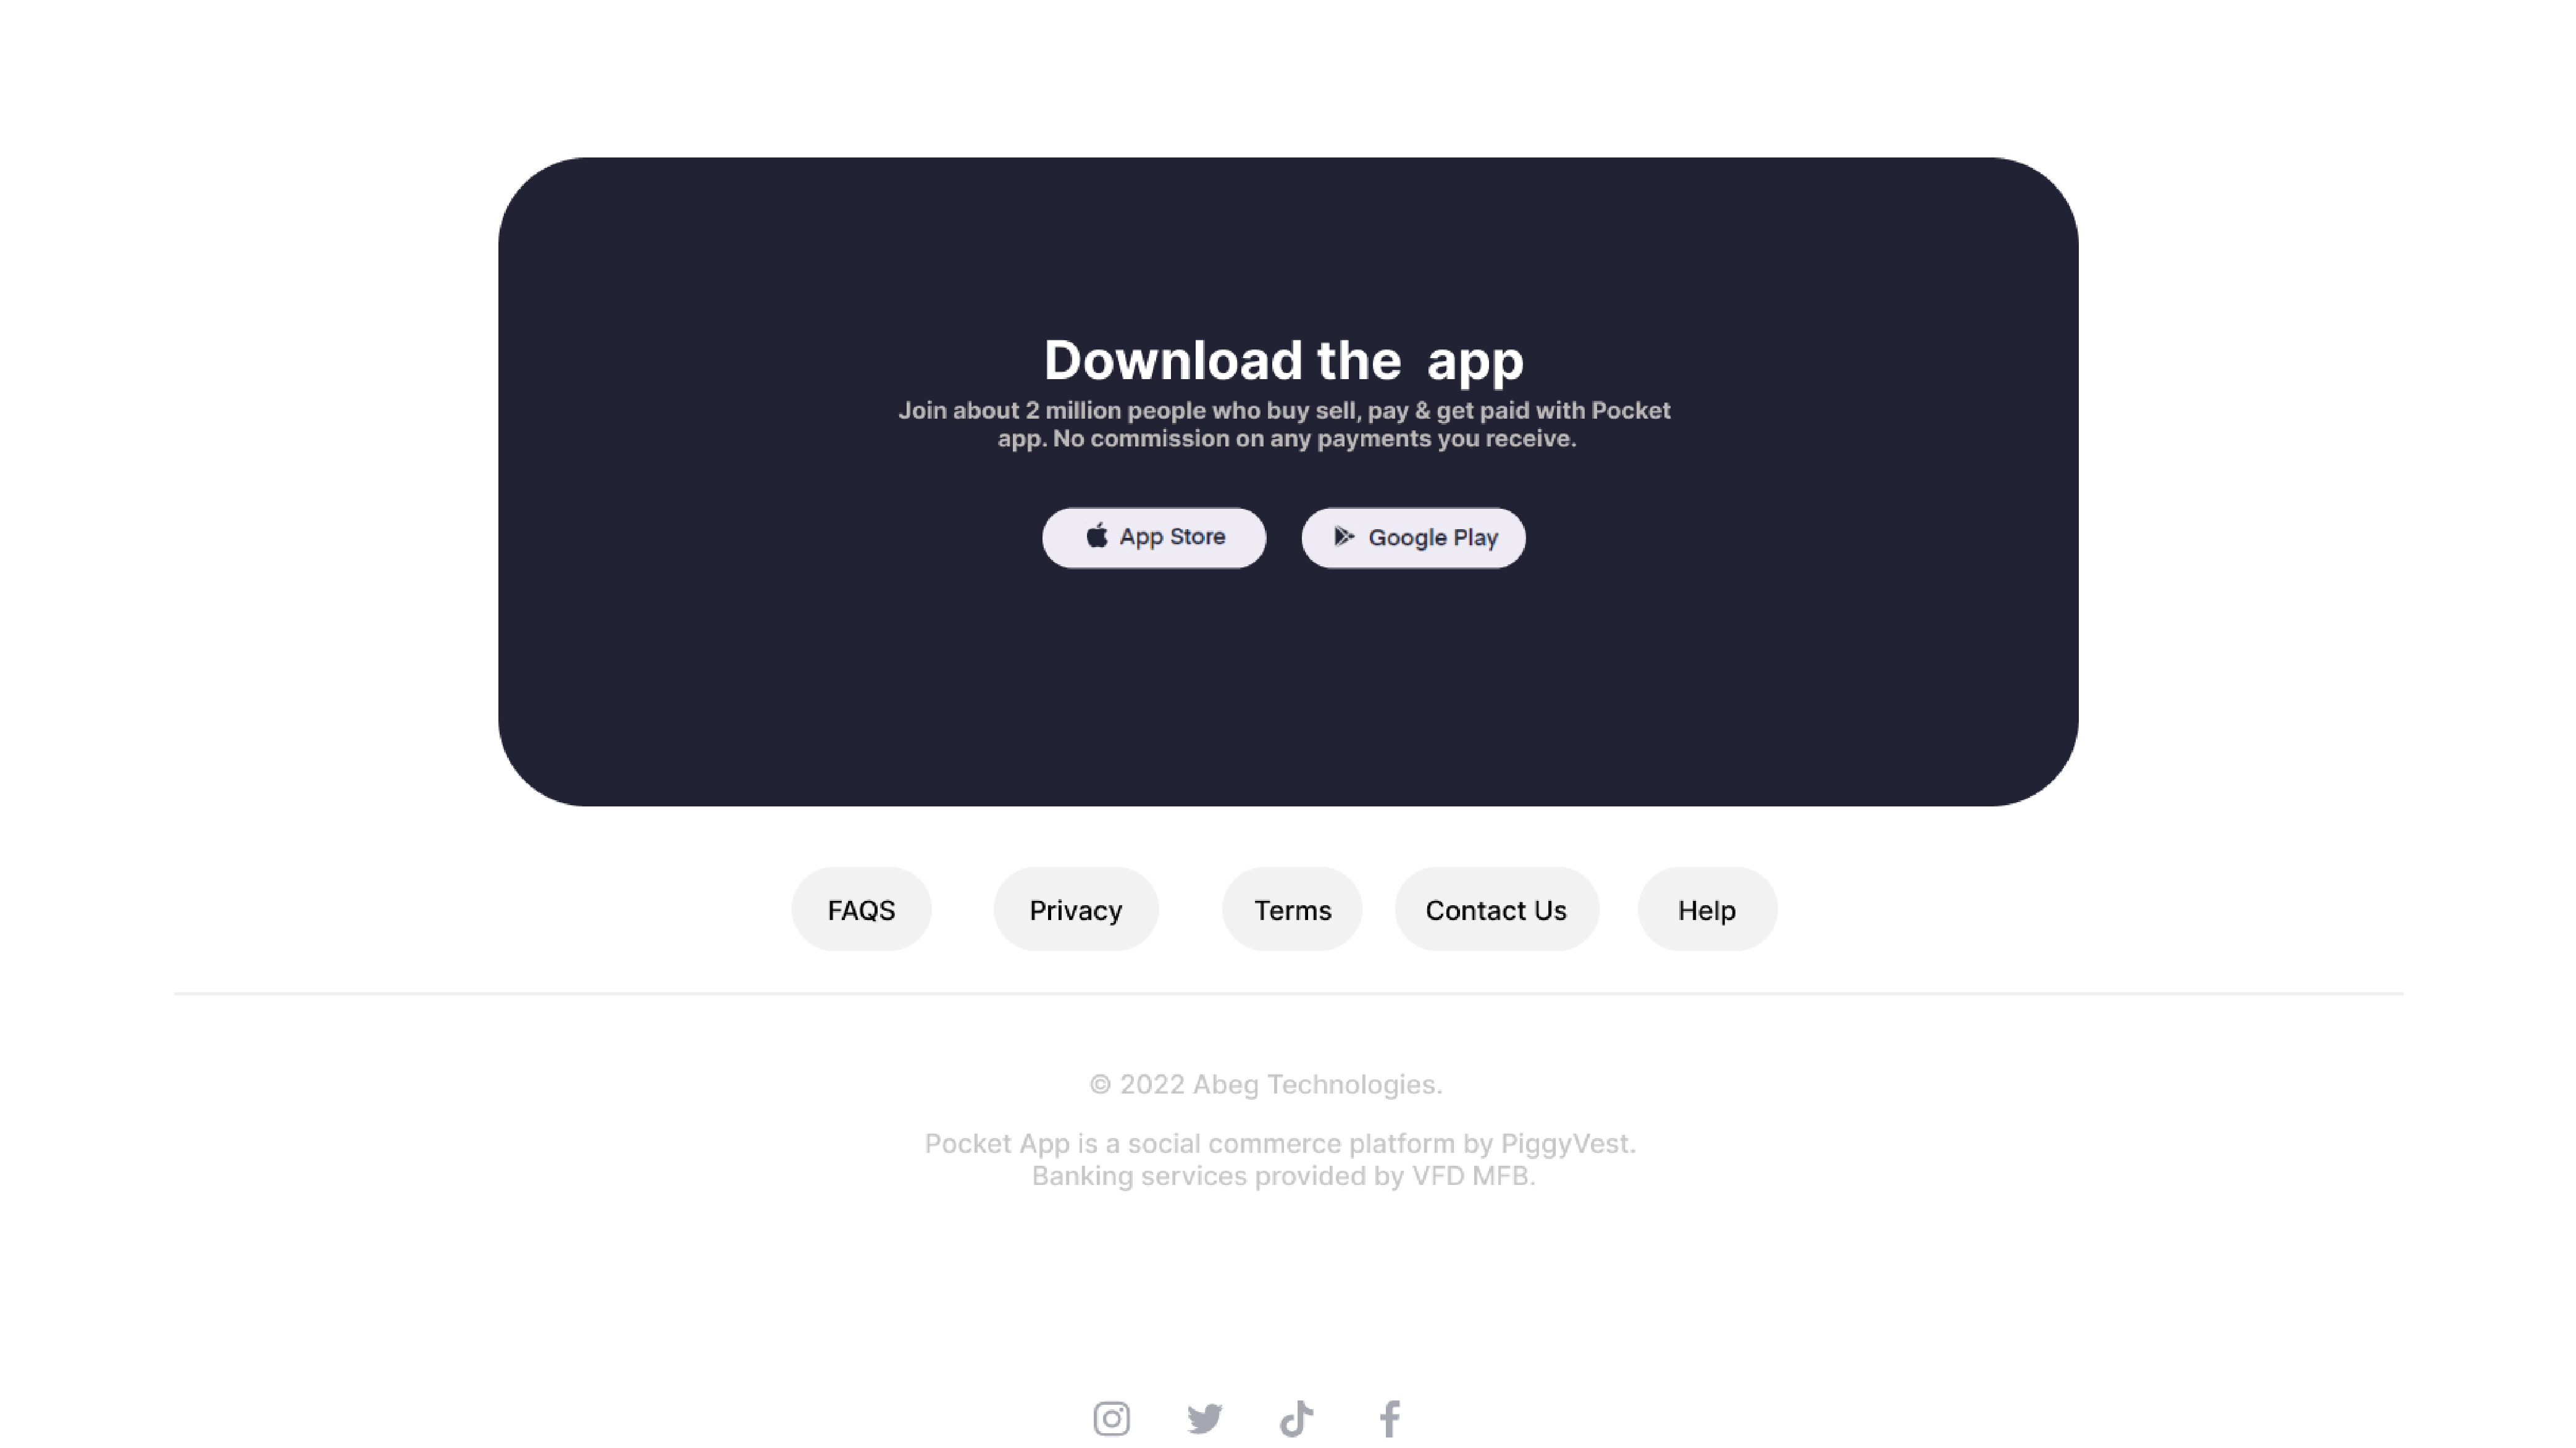 Download the app
Join about 2 million people who buy sell, pay & get paid with Pocket
app. No commission on any payments you receive.
App Store
Google Play
FAQS
Privacy
Terms
Contact Us
Help
© 2022 Abeg Technologies.
Pocket App is a social commerce platform by PiggyVest.
Banking services provided by VFD MFB.